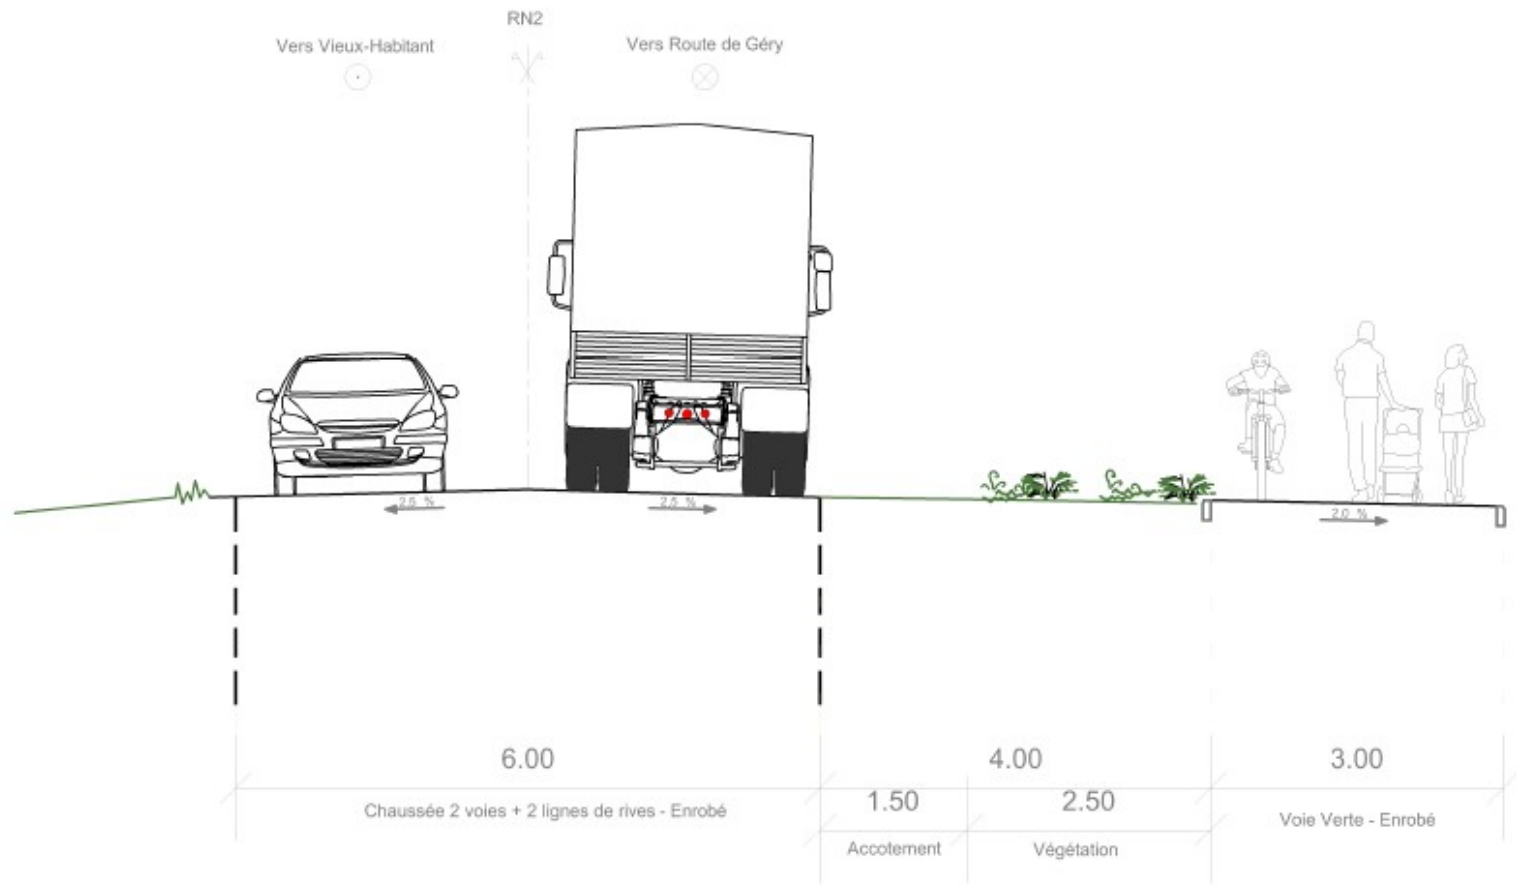 RN2
Vers Vieux-Habitant
Vers Route de Géry
2.5 %
2.5 %
2.0 %
6.00
4.00
3.00
1.50
2.50
Chaussée 2 voies + 2 lignes de rives - Enrobé
Voie Verte - Enrobé
Accotement
Végétation